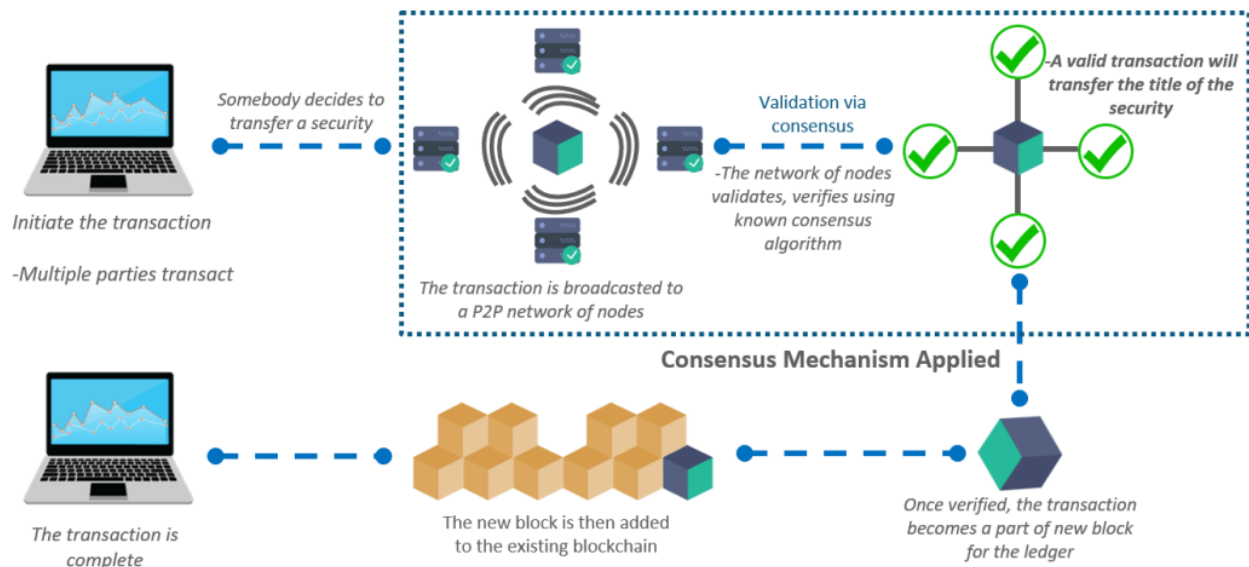 Somebody decides to
transfer a security
Initiate the transaction
-Multiple parties transact
The transaction is broadcasted to
a P2P network of nodes
Validation via
consensus
-The network of nodes
validates, verifies using
known consensus
algorithm
-A valid transaction will
transfer the title of the
security
Consensus Mechanism Applied
Once verified, the transaction
becomes a part of new block
for the ledger
The new block is then added
to the existing blockchain
The transaction is
complete